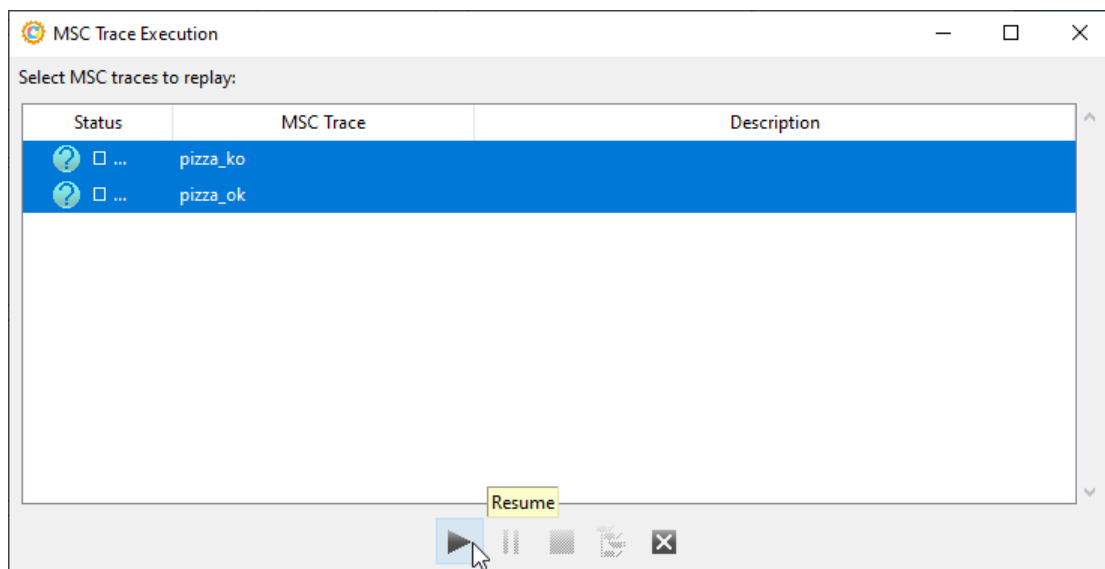 MSC Trace Execution
Select MSC traces to replay:
Status MSC Trace Description
... pizza_ko
... pizza_ok
Resume